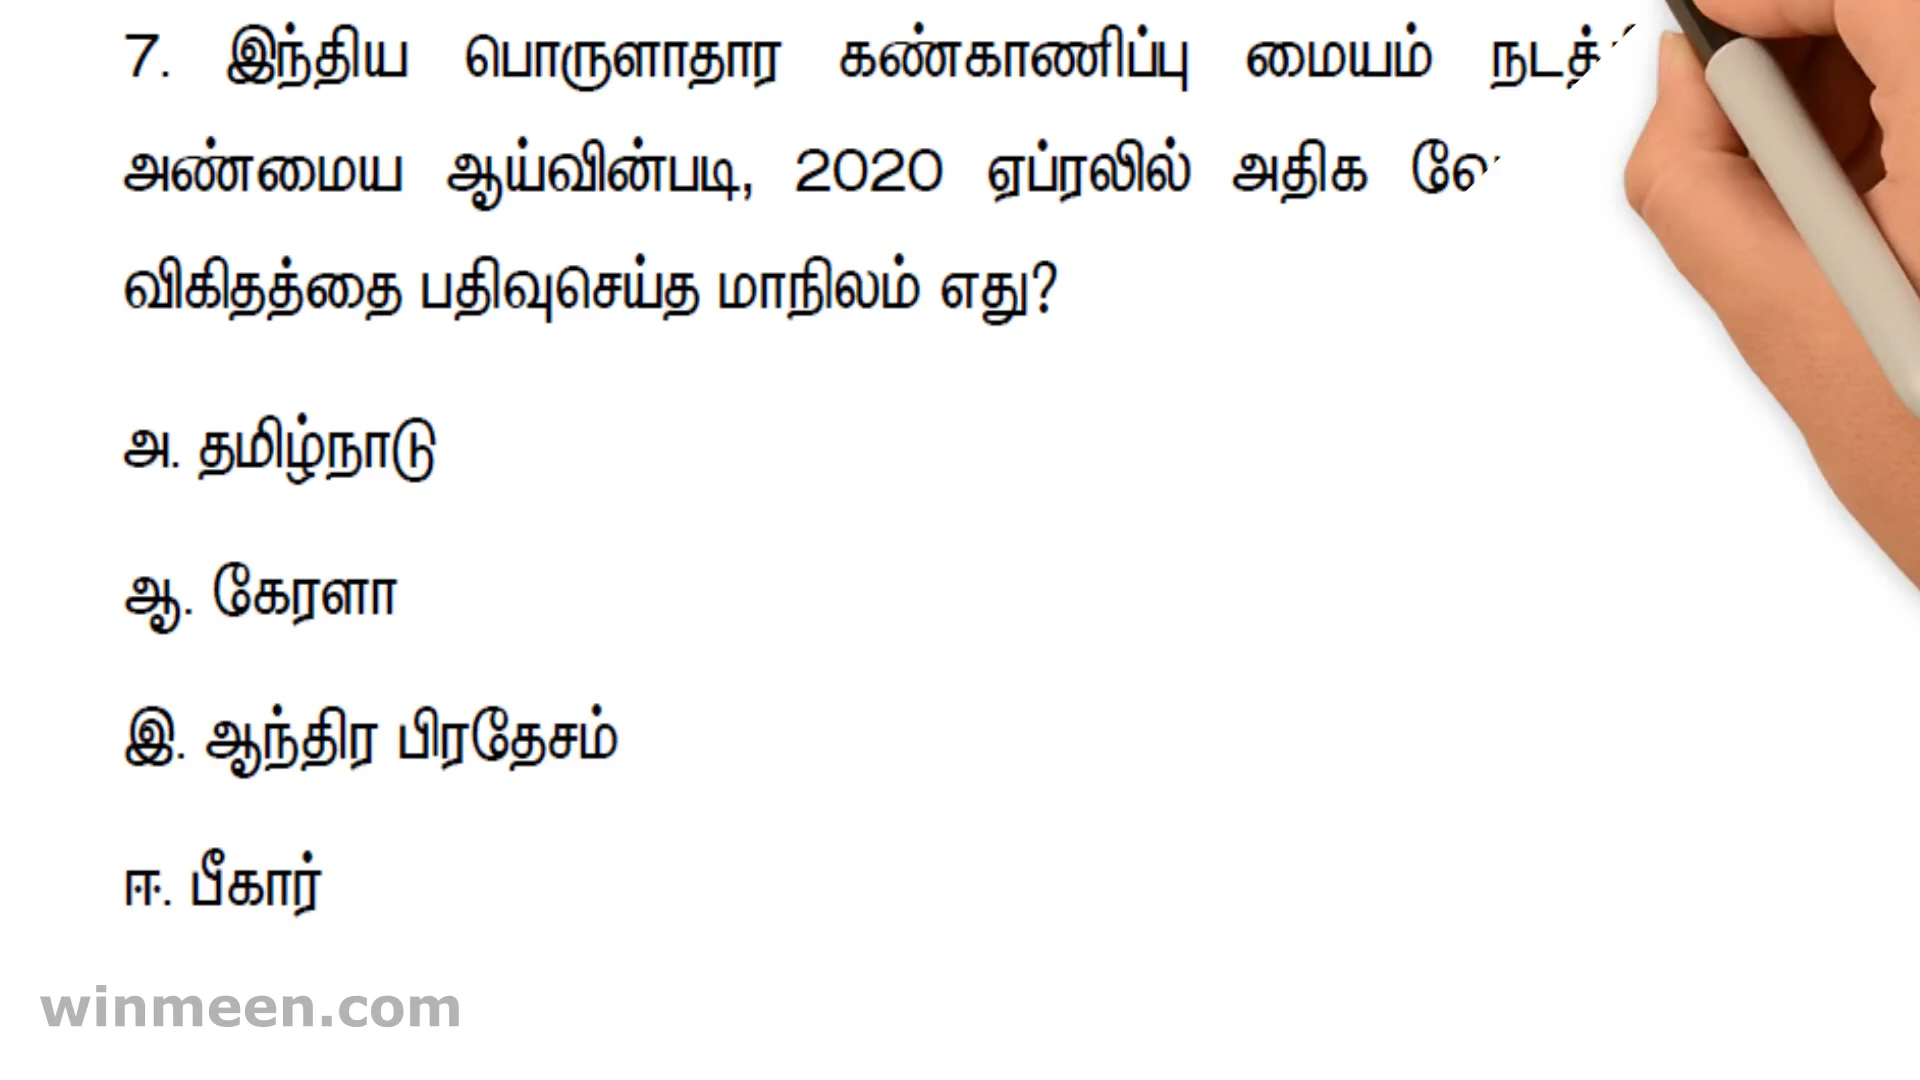 7. இந்திய பொருளாதார கண்காணிப்பு மையம்
அண்மைய ஆய்வின்படி, 2020 ஏப்ரலில் அதிக
விகிதத்தை பதிவுசெய்த மாநிலம் எது?
அ. தமிழ்நாடு
ஆ. கேரளா
இ. ஆந்திர பிரதேசம்
ஈ. பீகார்
winmeen.com